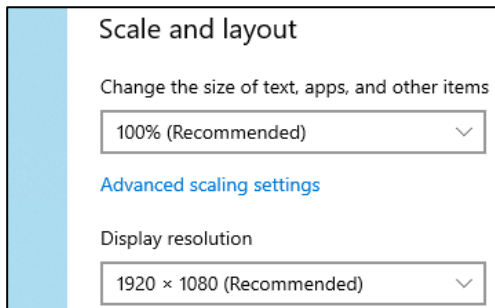 Scale and layout
Change the size of text, apps, and other items
100% (Recommended)
Advanced scaling settings
Display resolution
1920 × 1080 (Recommended)